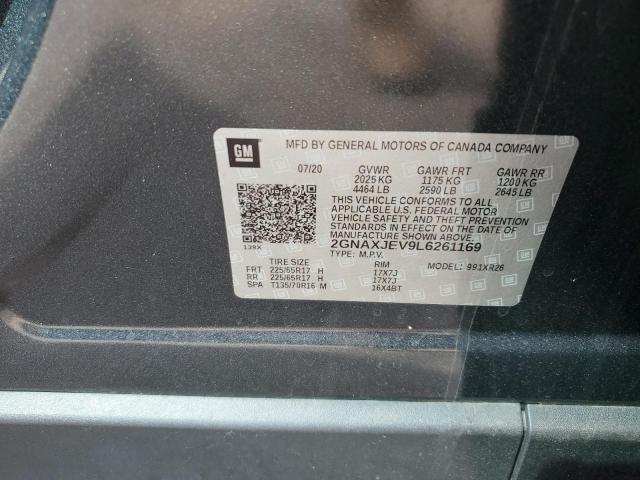 GM
MFD BY GENERAL MOTORS OF CANADA COMPANY
07/20 GVWR GAWR FRT GAWR RR
2025 KG 1175 KG 1200 KG
4464 LB 2590 LB 2645 LB
THIS VEHICLE CONFORMS TO ALL
APPLICABLE U.S. FEDERAL MOTOR
VEHICLE SAFETY AND THEFT PREVENTION
STANDARDS IN EFFECT ON THE DATE OF
MANUFACTURE SHOWN ABOVE.
139X 2GNAXJEV9L6261169
TYPE: M.P.V.
TIRE SIZE RIM MODEL: 991XR26
FRT 225/65R17 H 17X7J
RR 225/65R17 H 17X7J
SPA T135/70R16 M 16X4BT